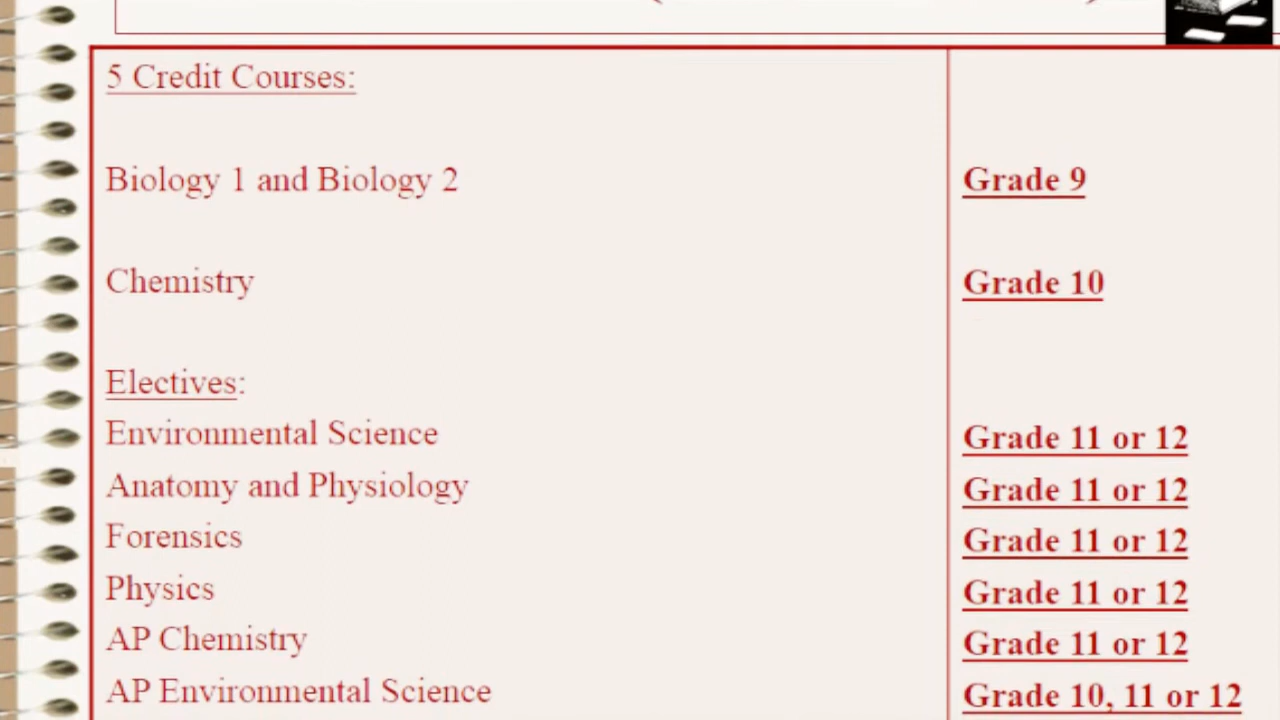 5 Credit Courses:
Biology 1 and Biology 2 Grade 9
Chemistry Grade 10
Electives:
Environmental Science Grade 11 or 12
Anatomy and Physiology Grade 11 or 12
Forensics Grade 11 or 12
Physics Grade 11 or 12
AP Chemistry Grade 11 or 12
AP Environmental Science Grade 10, 11 or 12